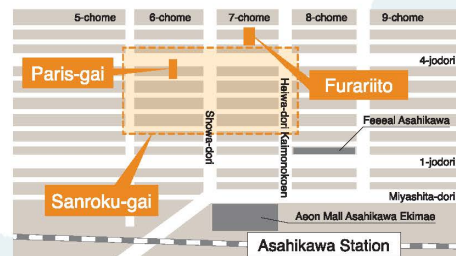 5-chome 6-chome 7-chome 8-chome 9-chome
4-jodori
Paris-gai
Furariito
Heiwa-dori Kaimonokoen
Feeeal Asahikawa
Showa-dori
1-jodori
Sanroku-gai
Miyashita-dori
Aeon Mall Asahikawa Ekimae
Asahikawa Station